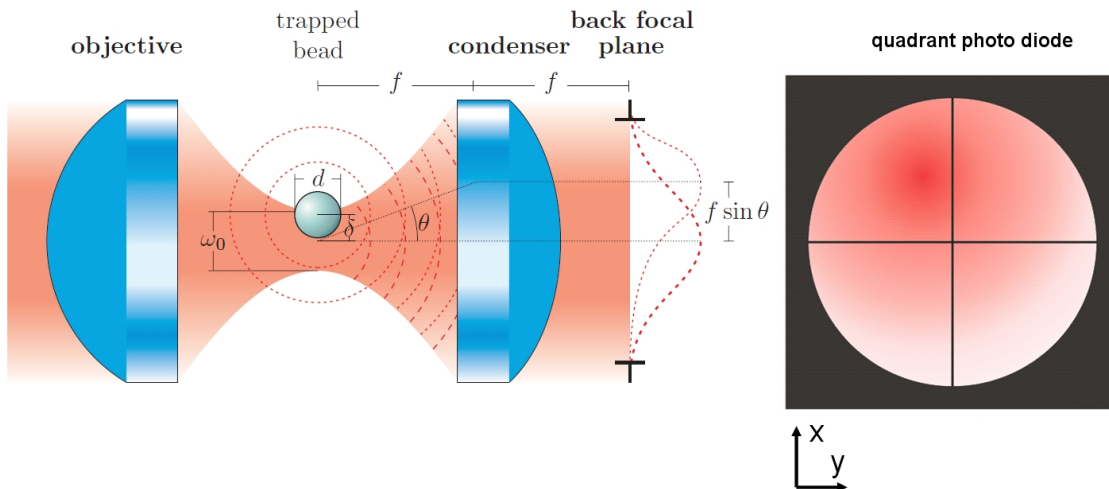 objective
trapped
bead
condenser
back focal
plane
quadrant photo diode
f
f
d
ω₀
ξ
θ
f sin θ
x
y